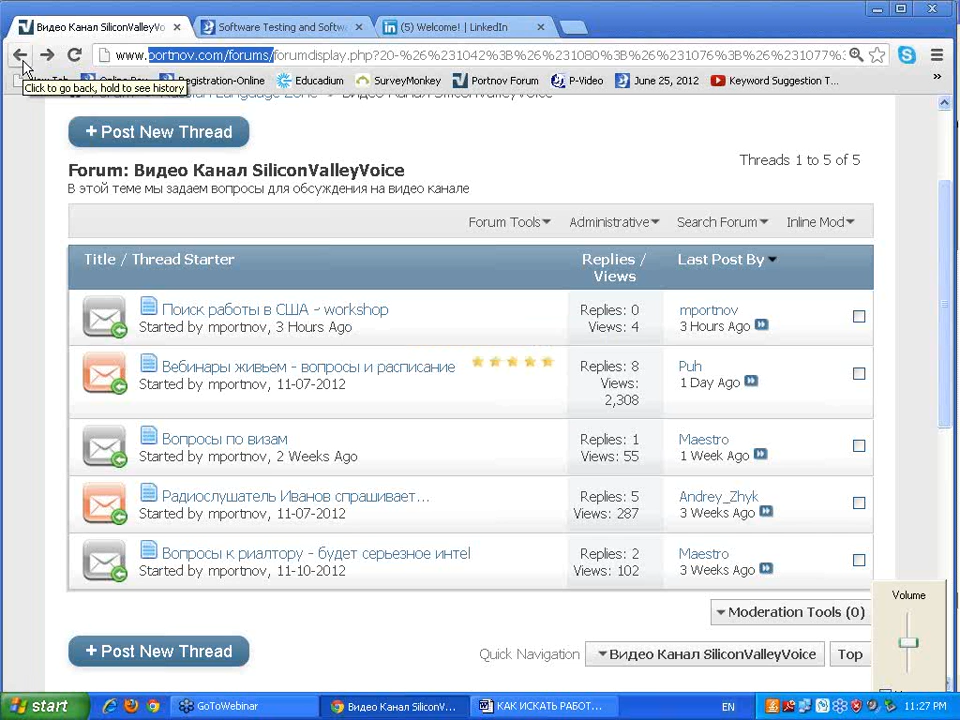 Видео Канал SiliconValleyVo
Software Testing and Softw
(5) Welcome! | LinkedIn
www.portnov.com/forums/forumdisplay.php?20-%26%231042%3B%26%231080%3B%26%231076%3B%26%231077%3
Registration-Online
Educadium
SurveyMonkey
Portnov Forum
P-Video
June 25, 2012
Keyword Suggestion T...
Click to go back, hold to see history
Видео Канал SiliconValleyVoice
+ Post New Thread
Threads 1 to 5 of 5
Forum: Видео Канал SiliconValleyVoice
В этой теме мы задаем вопросы для обсуждения на видео канале
Forum Tools
Administrative
Search Forum
Inline Mod
Title / Thread Starter
Replies / Views
Last Post By
Поиск работы в США - workshop
Started by mportnov, 3 Hours Ago
Replies: 0
Views: 4
mportnov
3 Hours Ago
Вебинары живьем - вопросы и расписание
Started by mportnov, 11-07-2012
Replies: 8
Views: 2,308
Puh
1 Day Ago
Вопросы по визам
Started by mportnov, 2 Weeks Ago
Replies: 1
Views: 55
Maestro
1 Week Ago
Радиослушатель Иванов спрашивает...
Started by mportnov, 11-07-2012
Replies: 5
Views: 287
Andrey_Zhyk
3 Weeks Ago
Вопросы к риалтору - будет серьезное интел
Started by mportnov, 11-10-2012
Replies: 2
Views: 102
Maestro
3 Weeks Ago
Moderation Tools (0)
Volume
+ Post New Thread
Quick Navigation
Видео Канал SiliconValleyVoice
Top
start
GoToWebinar
Видео Канал SiliconV...
КАК ИСКАТЬ РАБОТ...
EN
11:27 PM